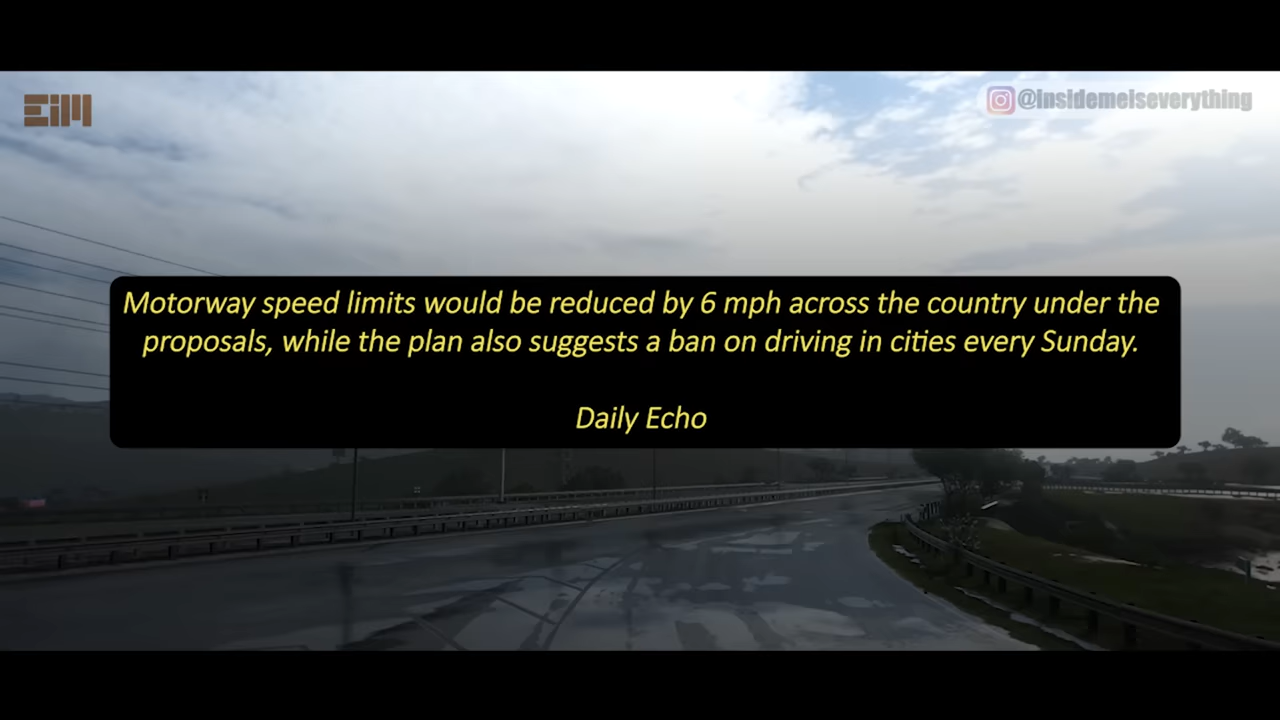 EiM
@insidemeiseverything
Motorway speed limits would be reduced by 6 mph across the country under the
proposals, while the plan also suggests a ban on driving in cities every Sunday.
Daily Echo